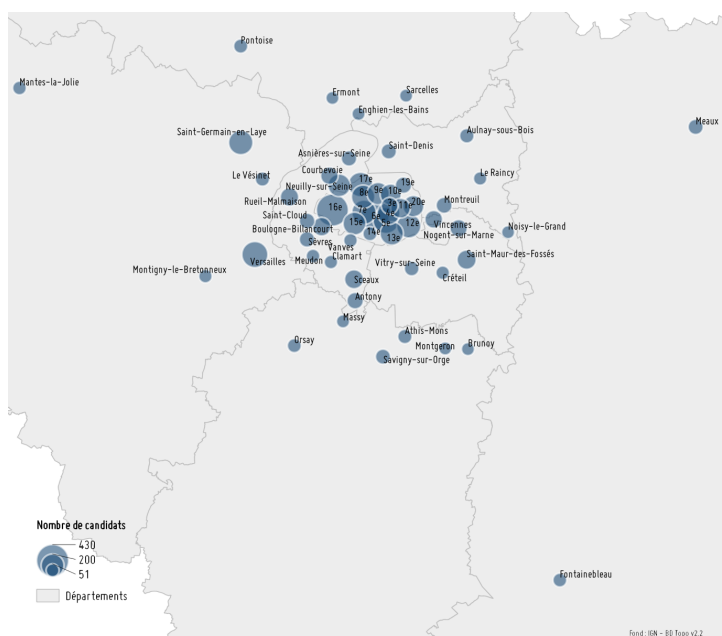 Pontoise
Mantes-la-Jolie
Ermont
Sarcelles
Enghien-les-Bains
Meaux
Saint-Germain-en-Laye
Aulnay-sous-Bois
Saint-Denis
Asnières-sur-Seine
Courbevoie
Le Vésinet
Le Raincy
17e
19e
Neuilly-sur-Seine
8e
9e
10e
Rueil-Malmaison
3e
11e
20e
Montreuil
16e
7e
4e
Saint-Cloud
6e
Vincennes
15e
5e
12e
Boulogne-Billancourt
14e
13e
Nogent-sur-Marne
Noisy-le-Grand
Sèvres
Vanves
Saint-Maur-des-Fossés
Versailles
Meudon
Clamart
Vitry-sur-Seine
Montigny-le-Bretonneux
Créteil
Sceaux
Antony
Massy
Athis-Mons
Orsay
Montgeron
Brunoy
Savigny-sur-Orge
Nombre de candidats
430
200
51
Départements
Fontainebleau
Fond : IGN - BD Topo v2.2